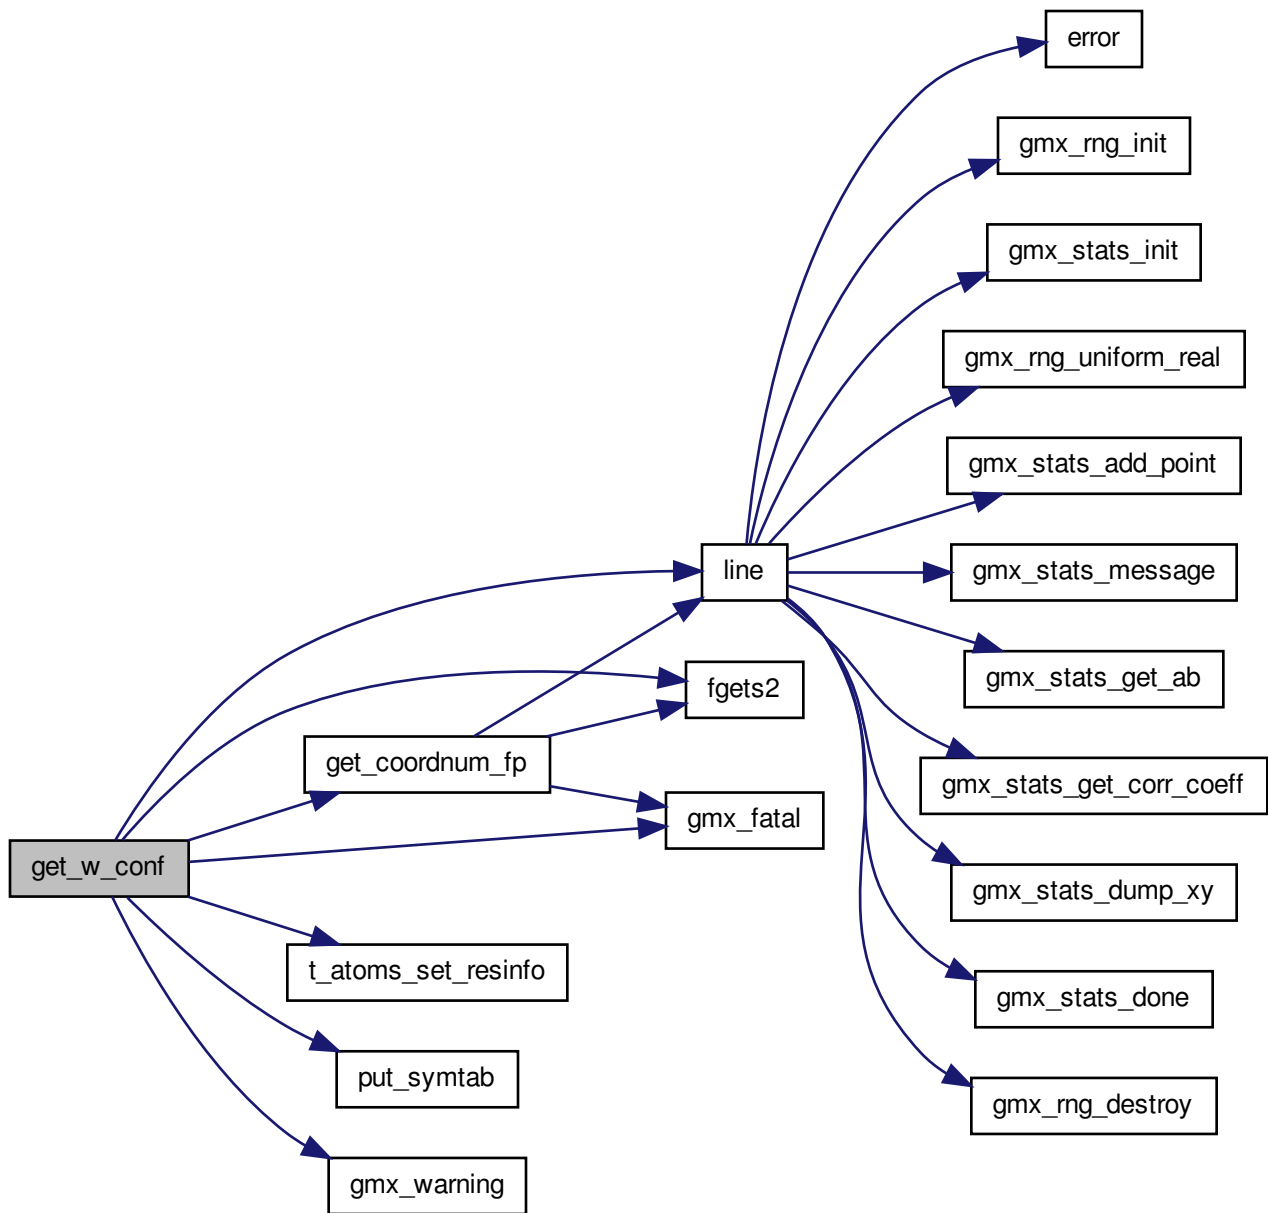 error
gmx_rng_init
gmx_stats_init
gmx_rng_uniform_real
gmx_stats_add_point
line
gmx_stats_message
gmx_stats_get_ab
fgets2
get_coordnum_fp
gmx_stats_get_corr_coeff
gmx_fatal
get_w_conf
gmx_stats_dump_xy
t_atoms_set_resinfo
gmx_stats_done
put_symtab
gmx_rng_destroy
gmx_warning